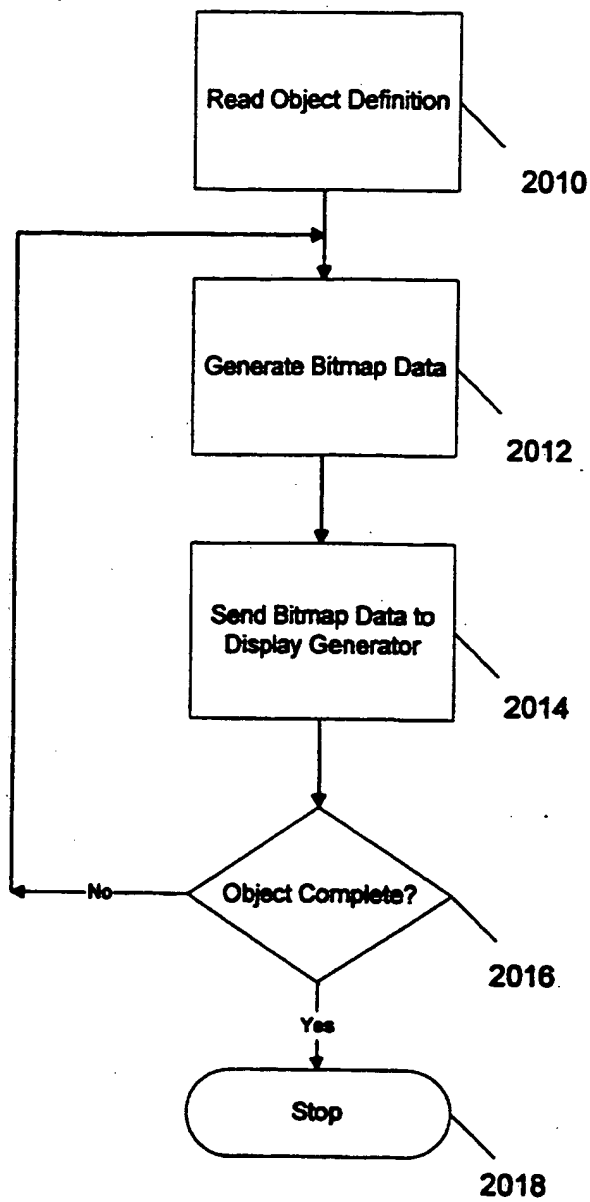 Read Object Definition
2010
Generate Bitmap Data
2012
Send Bitmap Data to
Display Generator
2014
Object Complete?
No
2016
Yes
Stop
2018